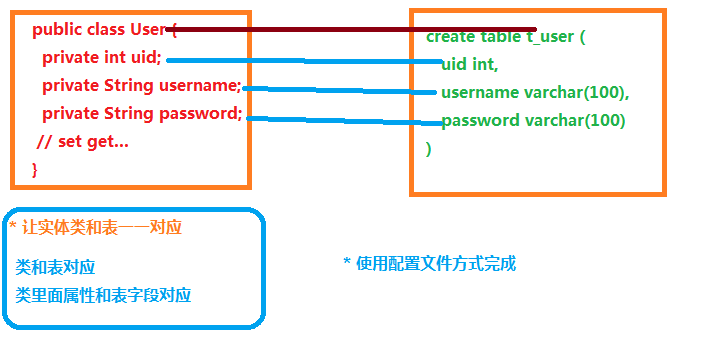 public class User {
private int uid;
private String username;
private String password;
// set get...
}
create table t_user (
uid int,
username varchar(100),
password varchar(100)
)
* 让实体类和表一一对应
类和表对应
类里面属性和表字段对应
* 使用配置文件方式完成